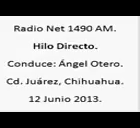 Radio Net 1490 AM.
Hilo Directo.
Conduce: Ángel Otero.
Cd. Juárez, Chihuahua.
12 Junio 2013.